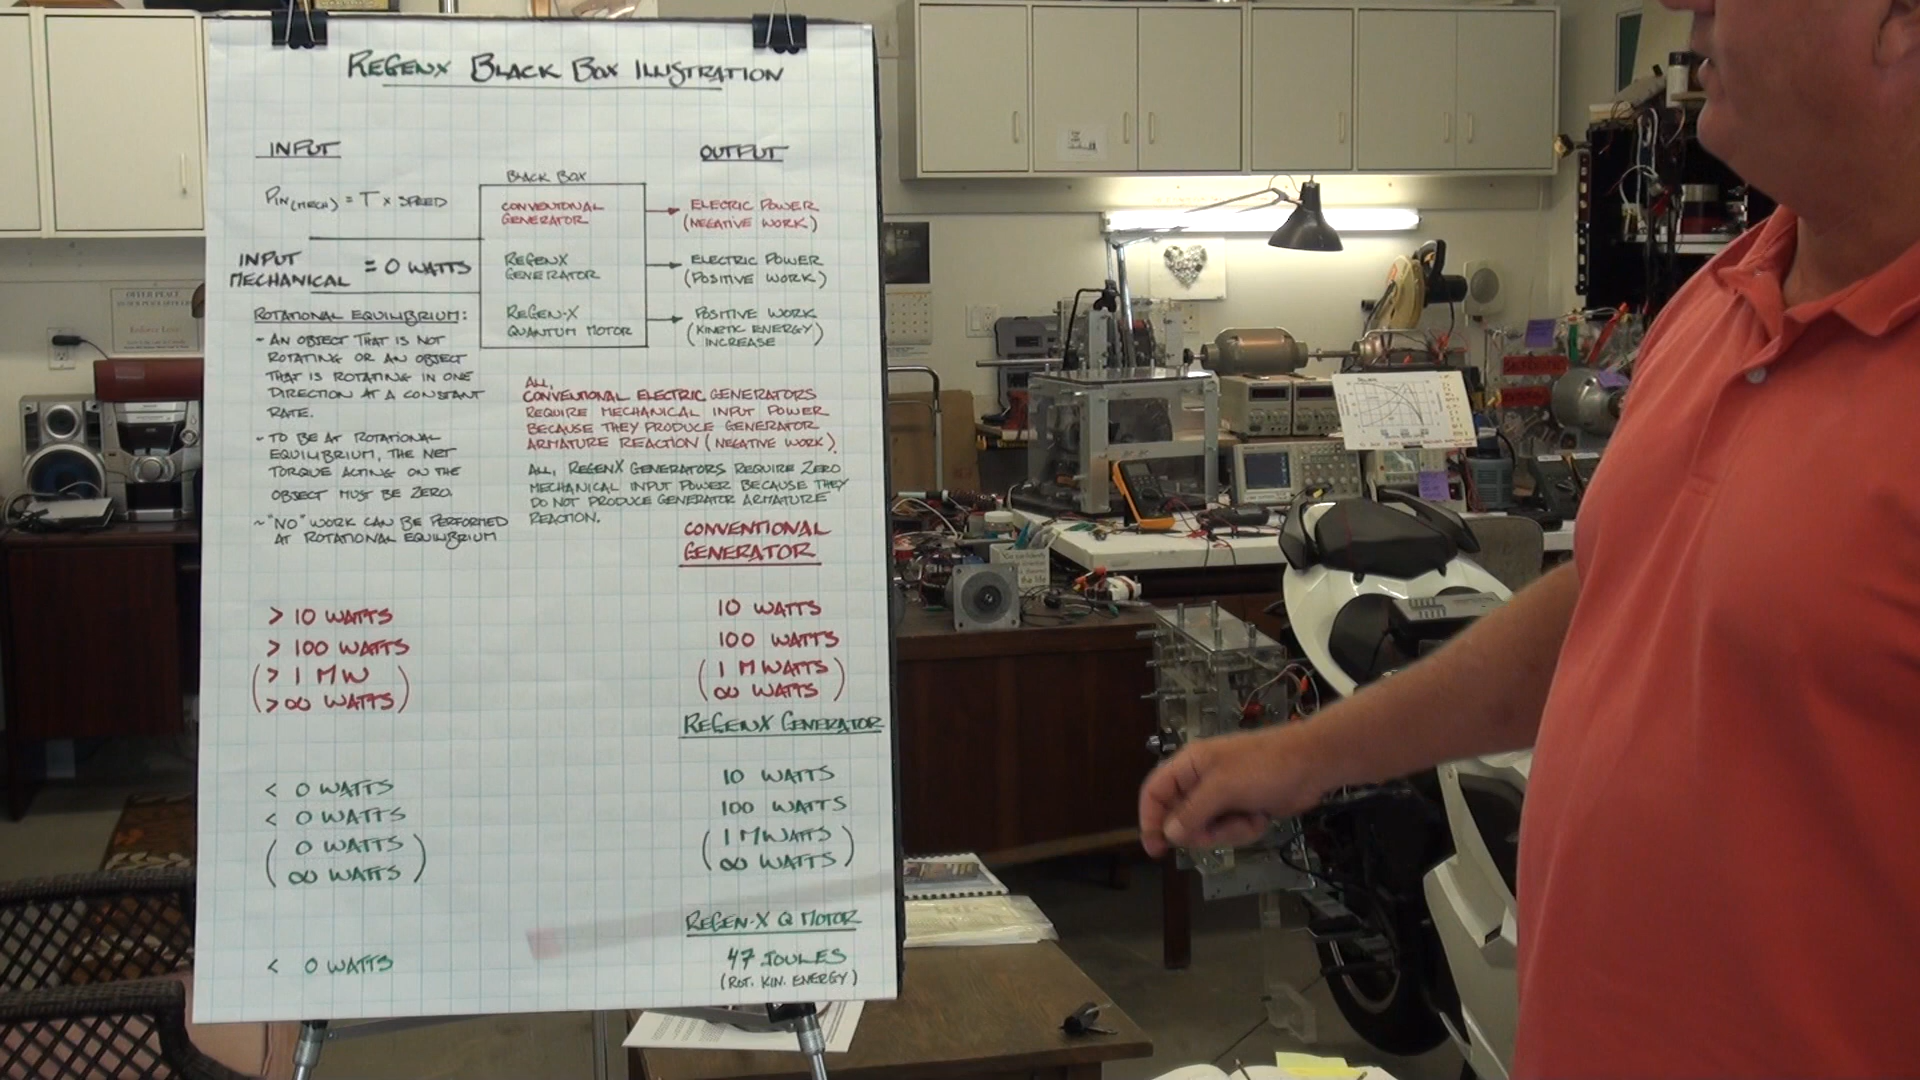 ReGenX Black Box Illustration
INPUT
OUTPUT
BLACK BOX
PIN(MECH) = T x SPEED
CONVENTIONAL
GENERATOR
ELECTRIC POWER
(NEGATIVE WORK)
INPUT
MECHANICAL = 0 WATTS
REGENX
GENERATOR
ELECTRIC POWER
(POSITIVE WORK)
REGEN-X
QUANTUM MOTOR
POSITIVE WORK
(KINETIC ENERGY)
INCREASE
ROTATIONAL EQUILIBRIUM:
- AN OBJECT THAT IS NOT
ROTATING OR AN OBJECT
THAT IS ROTATING IN ONE
DIRECTION AT A CONSTANT
RATE.
- TO BE AT ROTATIONAL
EQUILIBRIUM, THE NET
TORQUE ACTING ON THE
OBJECT MUST BE ZERO.
- "NO" WORK CAN BE PERFORMED
AT ROTATIONAL EQUILIBRIUM
ALL,
CONVENTIONAL ELECTRIC GENERATORS
REQUIRE MECHANICAL INPUT POWER
BECAUSE THEY PRODUCE GENERATOR
ARMATURE REACTION (NEGATIVE WORK).
ALL, REGENX GENERATORS REQUIRE ZERO
MECHANICAL INPUT POWER BECAUSE THEY
DO NOT PRODUCE GENERATOR ARMATURE
REACTION.
CONVENTIONAL
GENERATOR
> 10 WATTS
10 WATTS
> 100 WATTS
100 WATTS
(> 1 MW
(1 MWATTS)
> ∞ WATTS)
∞ WATTS
REGENX GENERATOR
< 0 WATTS
10 WATTS
< 0 WATTS
100 WATTS
(0 WATTS
(1 MWATTS)
∞ WATTS)
∞ WATTS
REGEN-X Q MOTOR
< 0 WATTS
47 JOULES
(ROT. KIN. ENERGY)